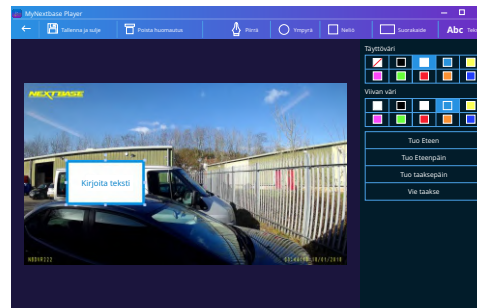 MyNextbase Player
Tallenna ja sulje
Poista huomautus
Piirrä
Ympyrä
Neliö
Suorakaide
Abc
Täyttöväri
NEXTBASE
Viivan väri
Tuo Eteen
Tuo Eteenpäin
Kirjoita teksti
Tuo taaksepäin
Vie taakse